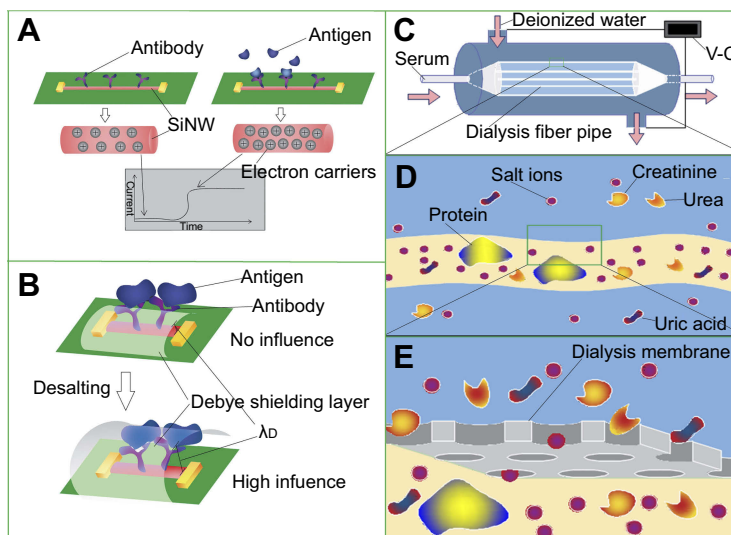 A
Antibody
Antigen
SiNW
Electron carriers
Current
Time
B
Antigen
Antibody
No influence
Desalting
Debye shielding layer
λD
High infuence
C
Deionized water
V-C
Serum
Dialysis fiber pipe
D
Salt ions
Creatinine
Urea
Protein
Uric acid
E
Dialysis membrane